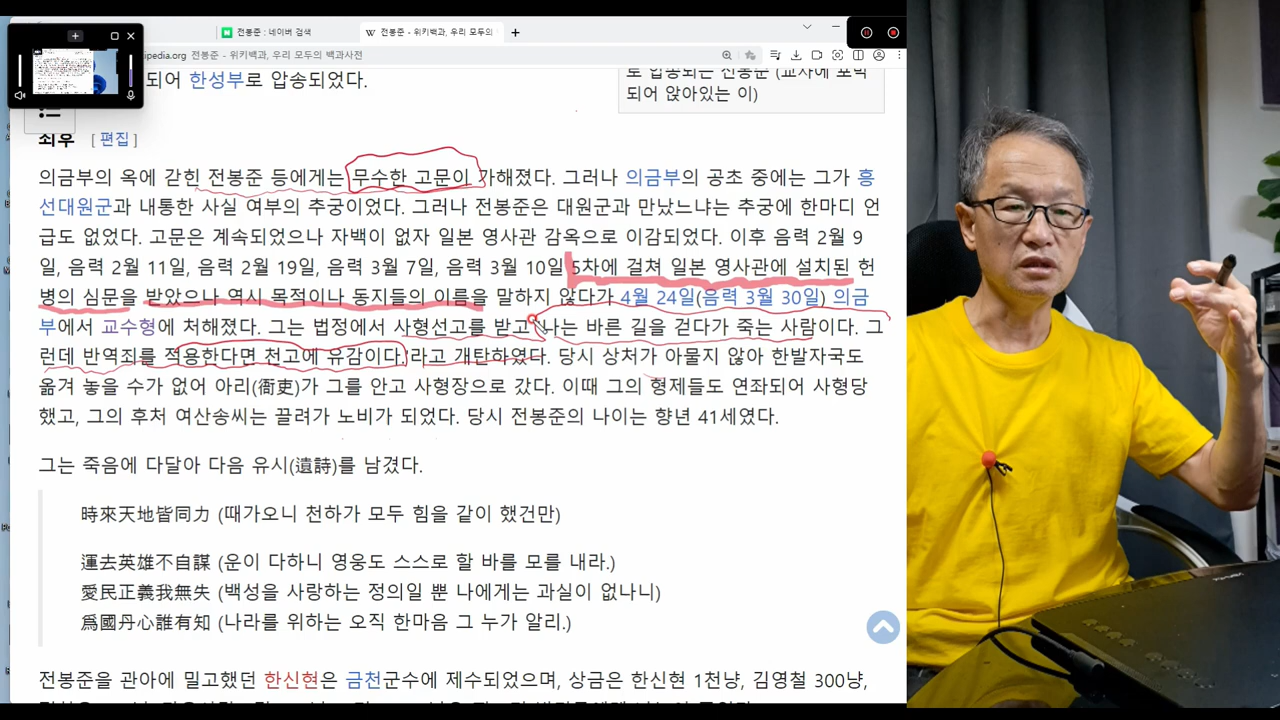 전봉준 : 네이버 검색
W 전봉준 - 위키백과, 우리 모두의
ipedia.org 전봉준 - 위키백과, 우리 모두의 백과사전
되어 한성부로 압송되었다.
로 압송되는 전봉준 (교자에 포박
되어 앉아있는 이)
최후 [편집]
의금부의 옥에 갇힌 전봉준 등에게는 무수한 고문이 가해졌다. 그러나 의금부의 공초 중에는 그가 흥
선대원군과 내통한 사실 여부의 추궁이었다. 그러나 전봉준은 대원군과 만났느냐는 추궁에 한마디 언
급도 없었다. 고문은 계속되었으나 자백이 없자 일본 영사관 감옥으로 이감되었다. 이후 음력 2월 9
일, 음력 2월 11일, 음력 2월 19일, 음력 3월 7일, 음력 3월 10일 5차에 걸쳐 일본 영사관에 설치된 헌
병의 심문을 받았으나 역시 목적이나 동지들의 이름을 말하지 않다가 4월 24일(음력 3월 30일) 의금
부에서 교수형에 처해졌다. 그는 법정에서 사형선고를 받고 나는 바른 길을 걷다가 죽는 사람이다. 그
런데 반역죄를 적용한다면 천고에 유감이다.'라고 개탄하였다. 당시 상처가 아물지 않아 한발자국도
옮겨 놓을 수가 없어 아리(衙吏)가 그를 안고 사형장으로 갔다. 이때 그의 형제들도 연좌되어 사형당
했고, 그의 후처 여산송씨는 끌려가 노비가 되었다. 당시 전봉준의 나이는 향년 41세였다.
그는 죽음에 다달아 다음 유시(遺詩)를 남겼다.
時來天地皆同力 (때가오니 천하가 모두 힘을 같이 했건만)
運去英雄不自謀 (운이 다하니 영웅도 스스로 할 바를 모를 내라.)
愛民正義我無失 (백성을 사랑하는 정의일 뿐 나에게는 과실이 없나니)
爲國丹心誰有知 (나라를 위하는 오직 한마음 그 누가 알리.)
전봉준을 관아에 밀고했던 한신현은 금천군수에 제수되었으며, 상금은 한신현 1천냥, 김영철 300냥,